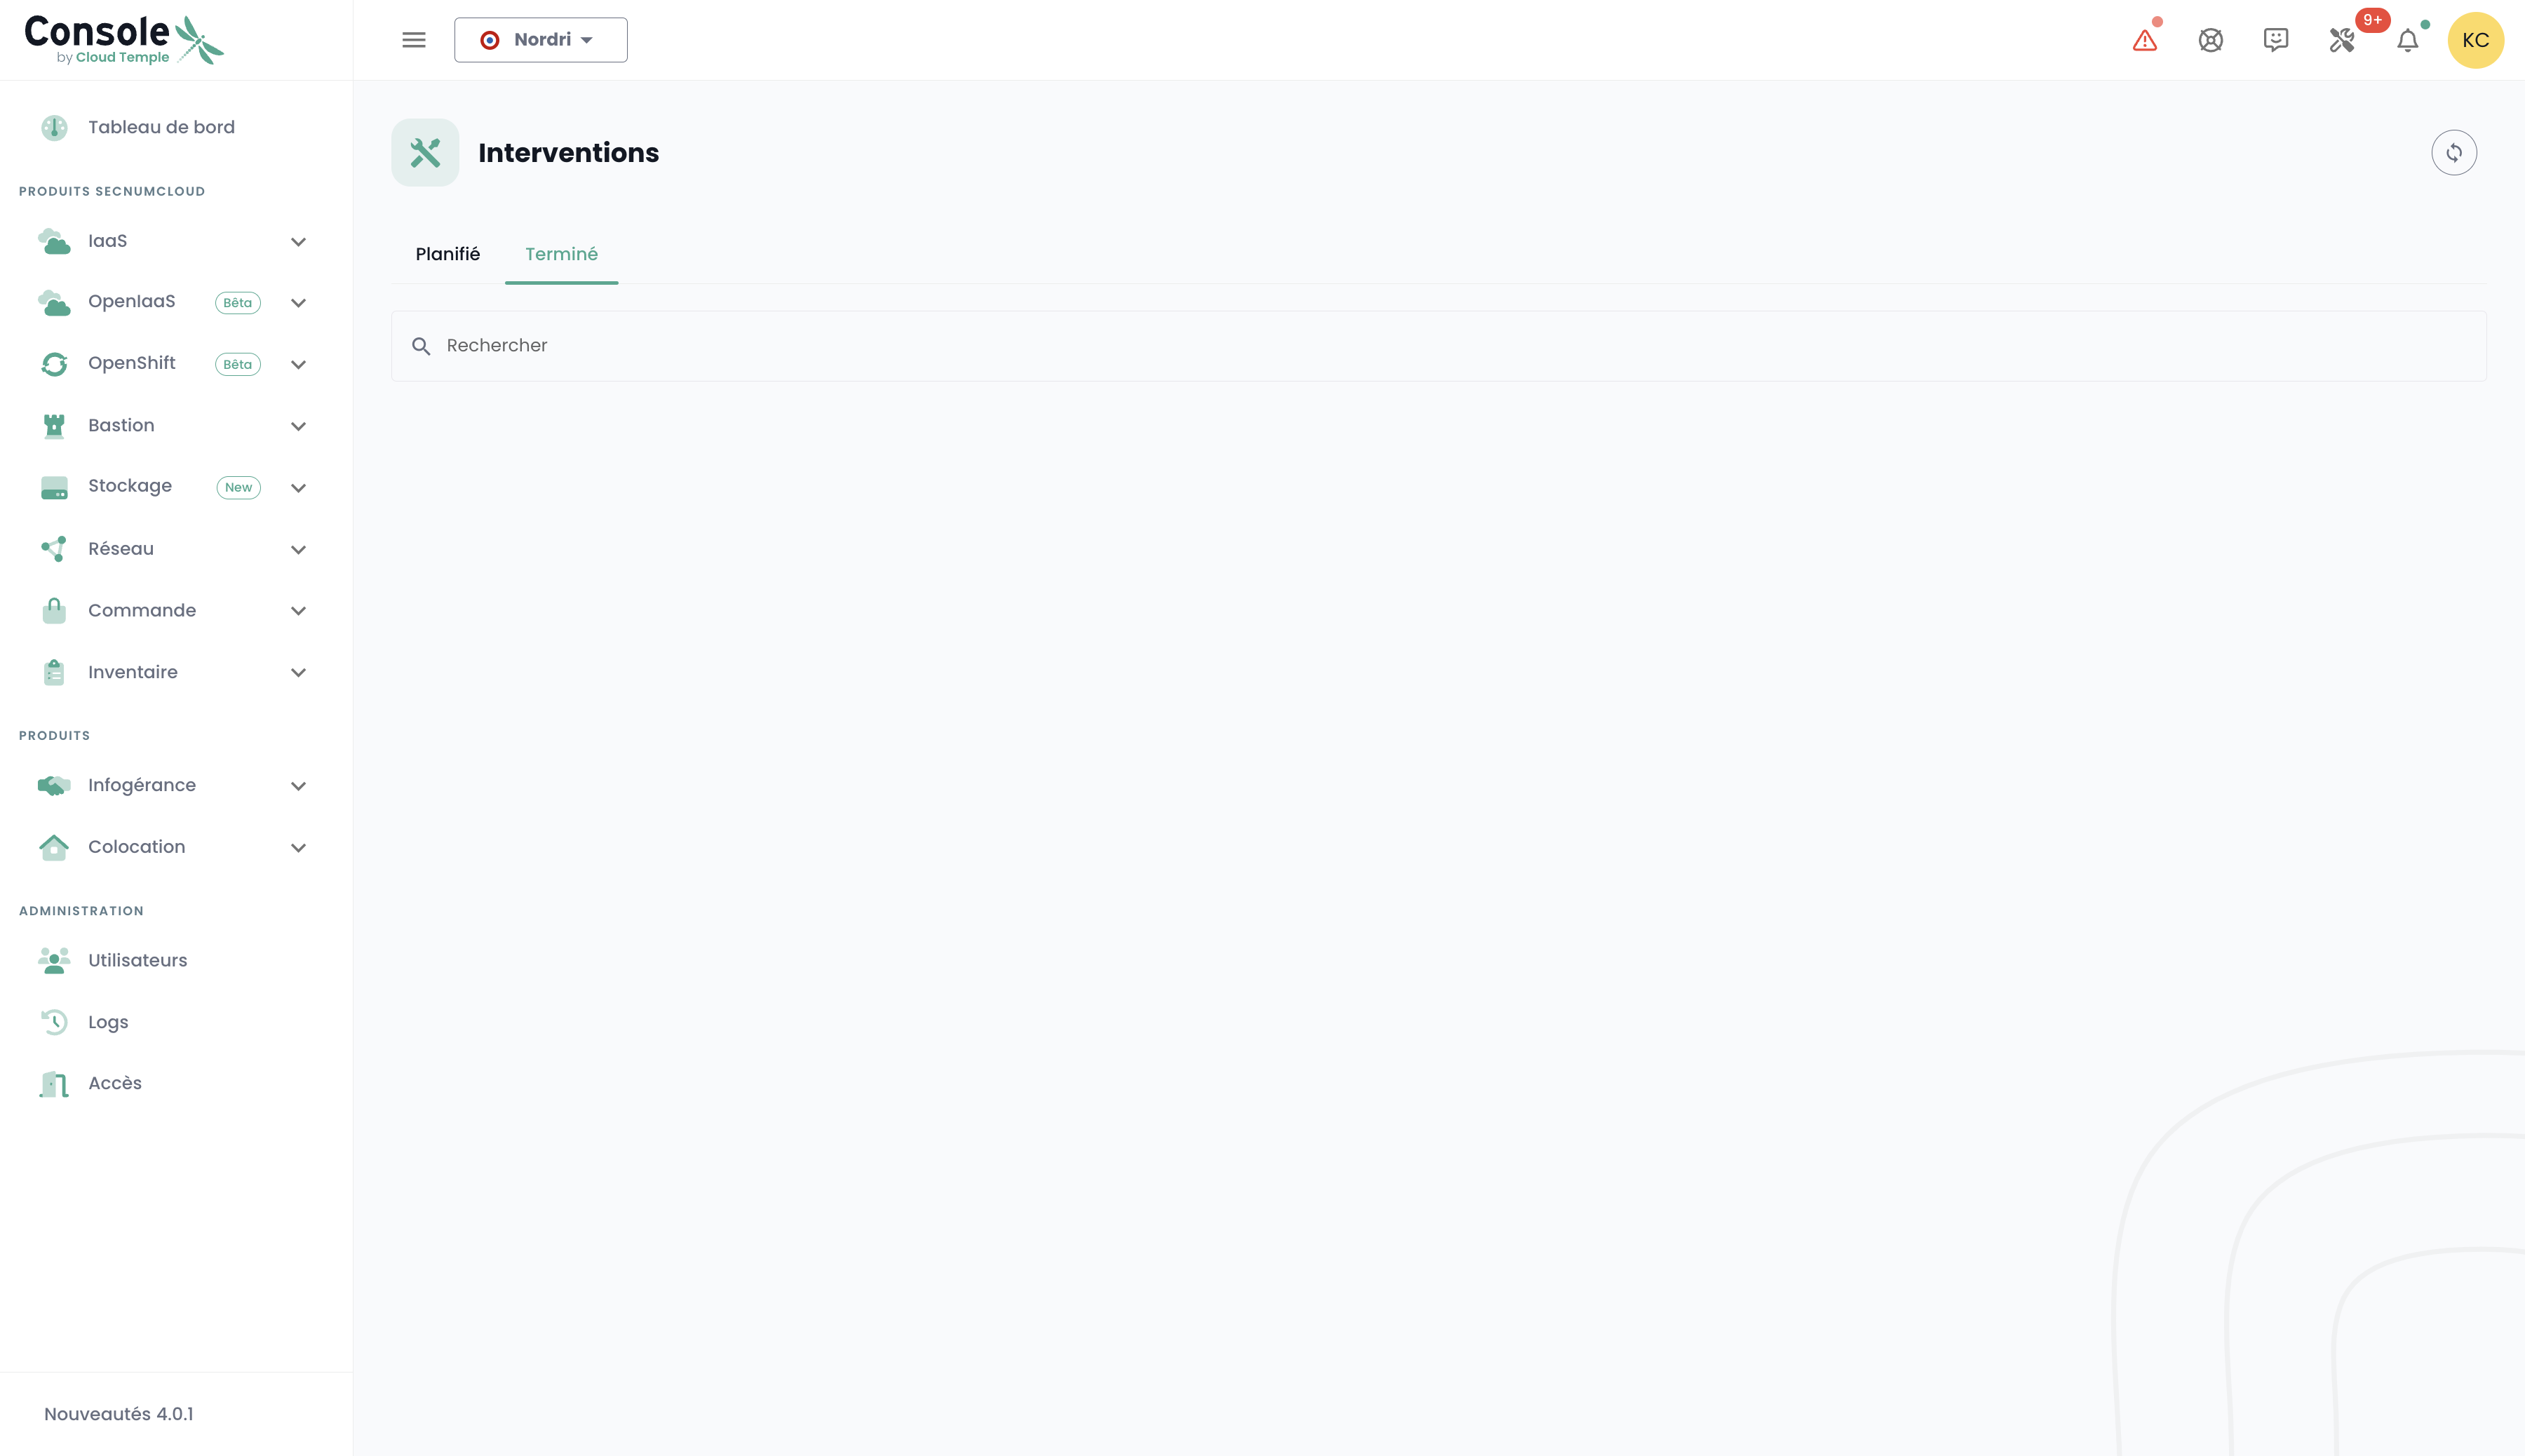 Console
by Cloud Temple
Nordri
9+
KC
Tableau de bord
PRODUITS SECNUMCLOUD
IaaS
OpenIaaS Bêta
OpenShift Bêta
Bastion
Stockage New
Réseau
Commande
Inventaire
PRODUITS
Infogérance
Colocation
ADMINISTRATION
Utilisateurs
Logs
Accès
Nouveautés 4.0.1
Interventions
Planifié Terminé
Rechercher